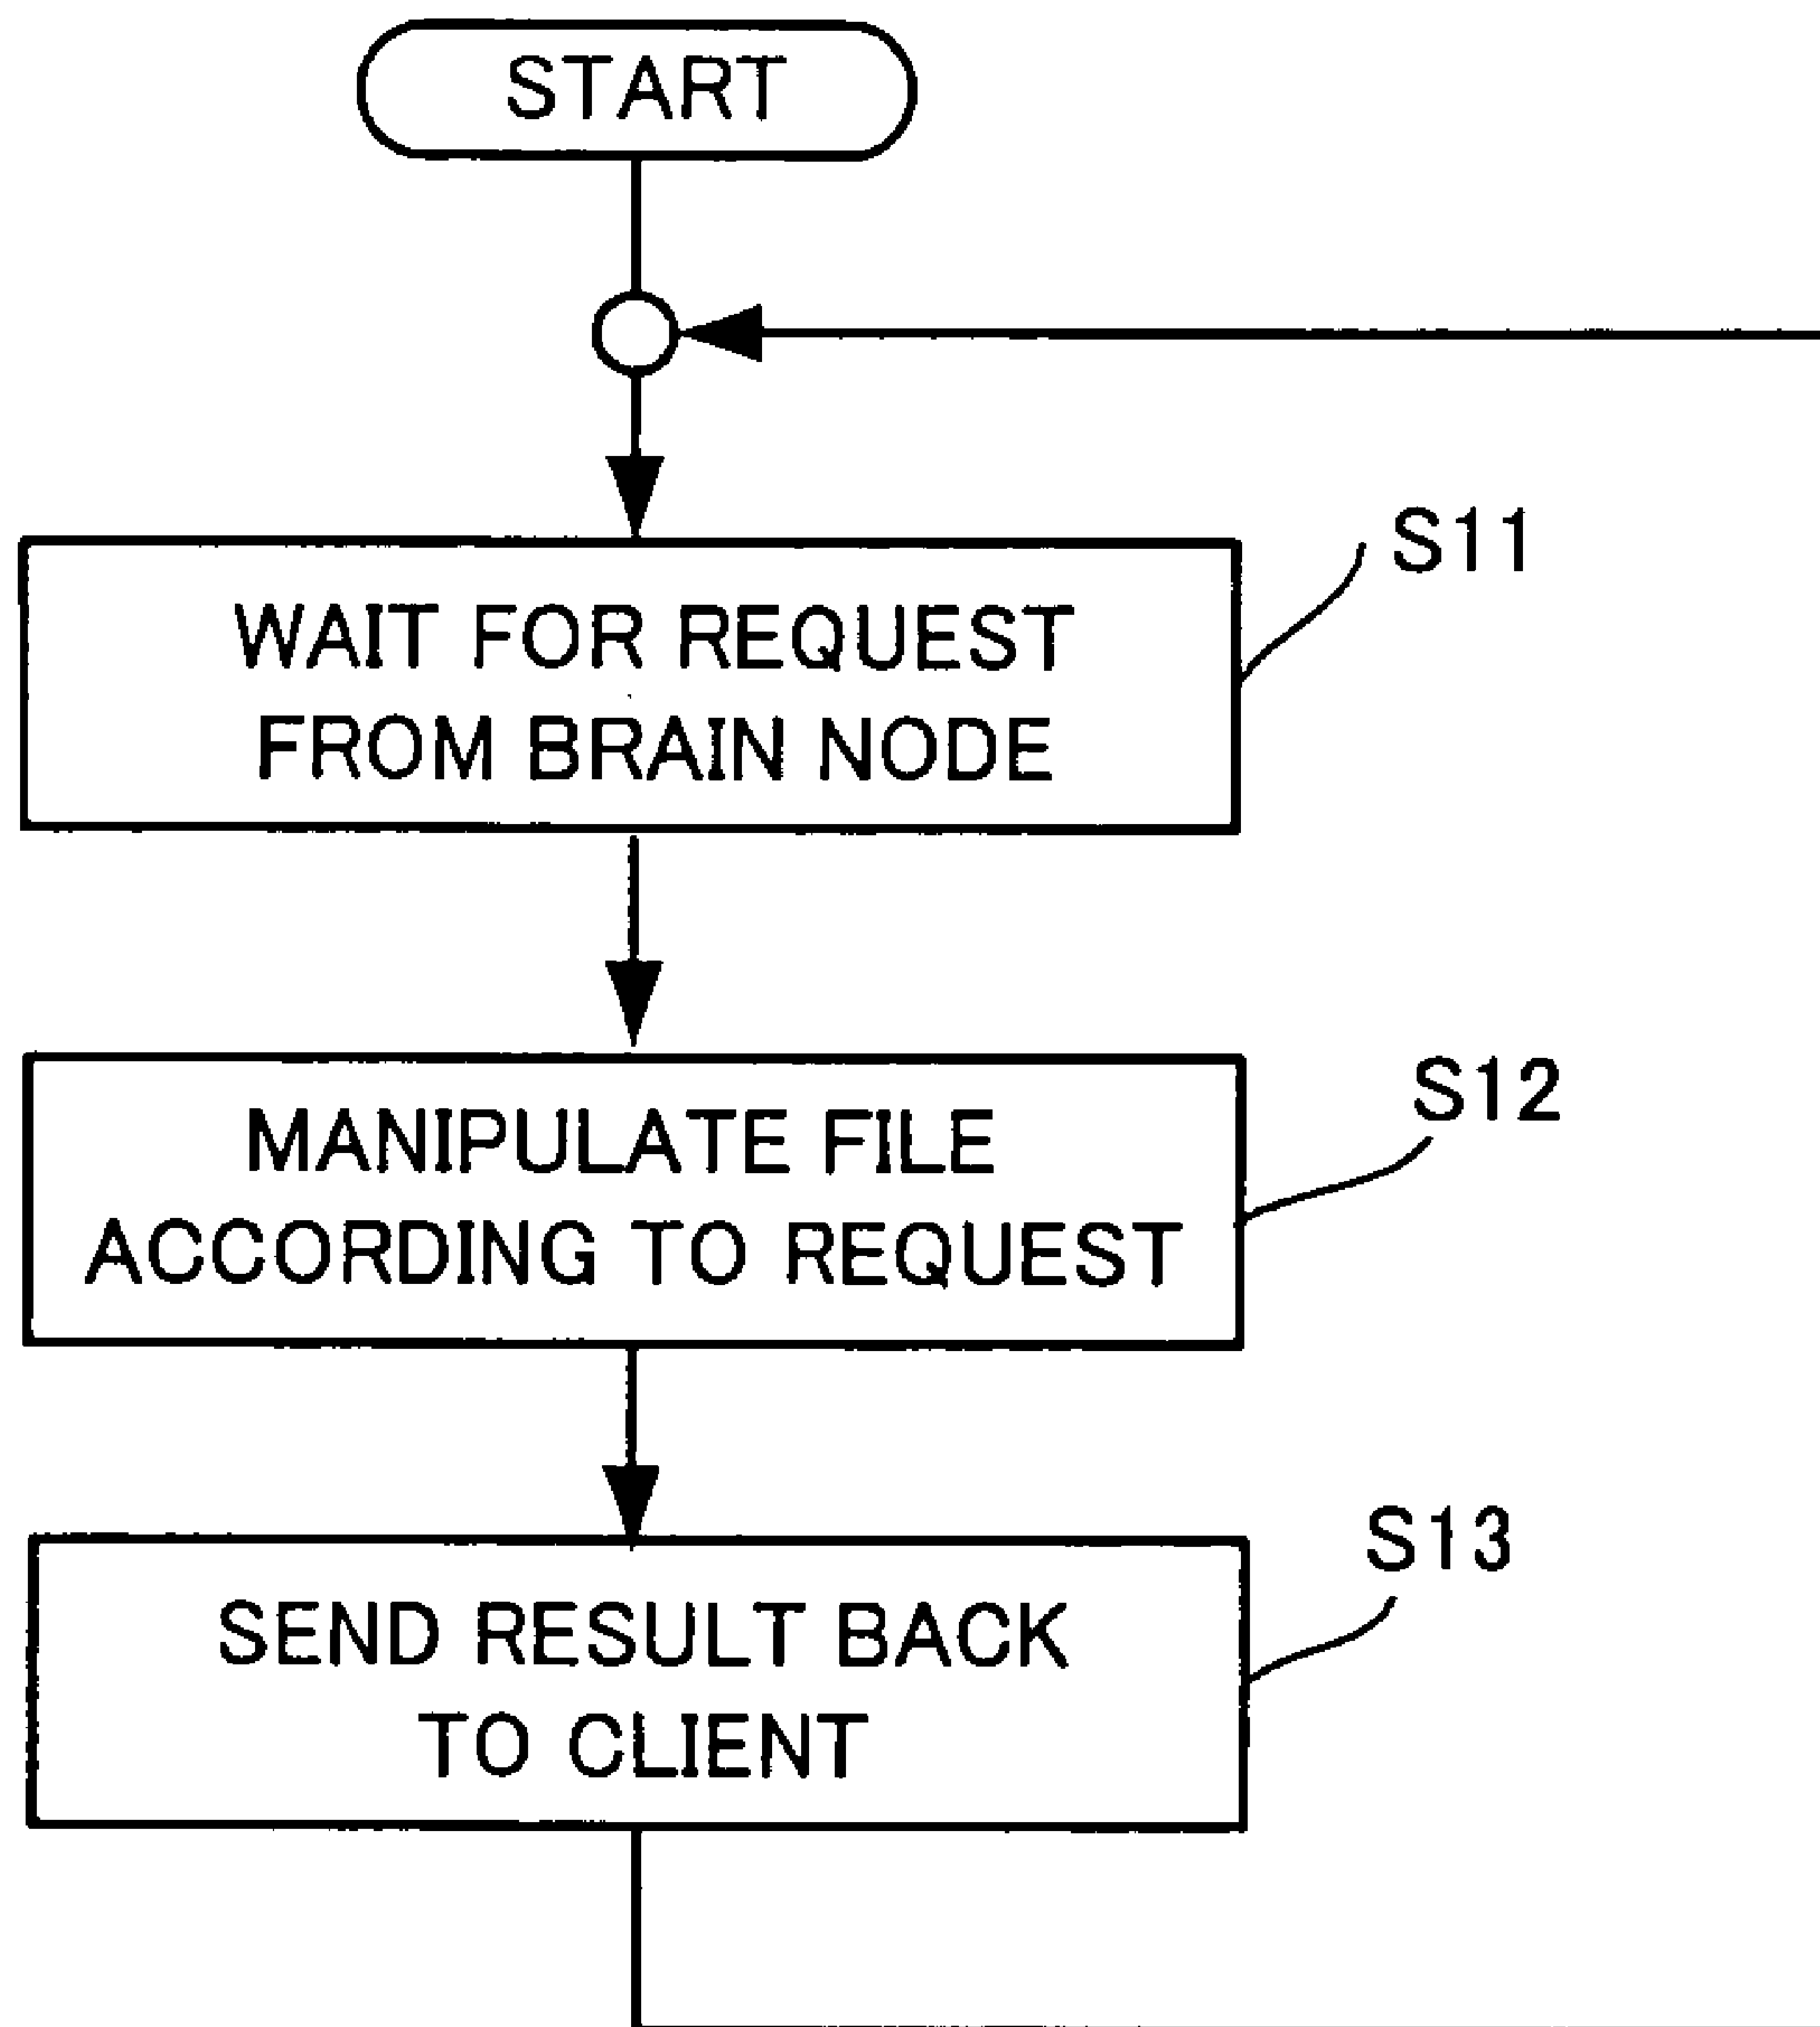 START
S11
WAIT FOR REQUEST
FROM BRAIN NODE
S12
MANIPULATE FILE
ACCORDING TO REQUEST
S13
SEND RESULT BACK
TO CLIENT